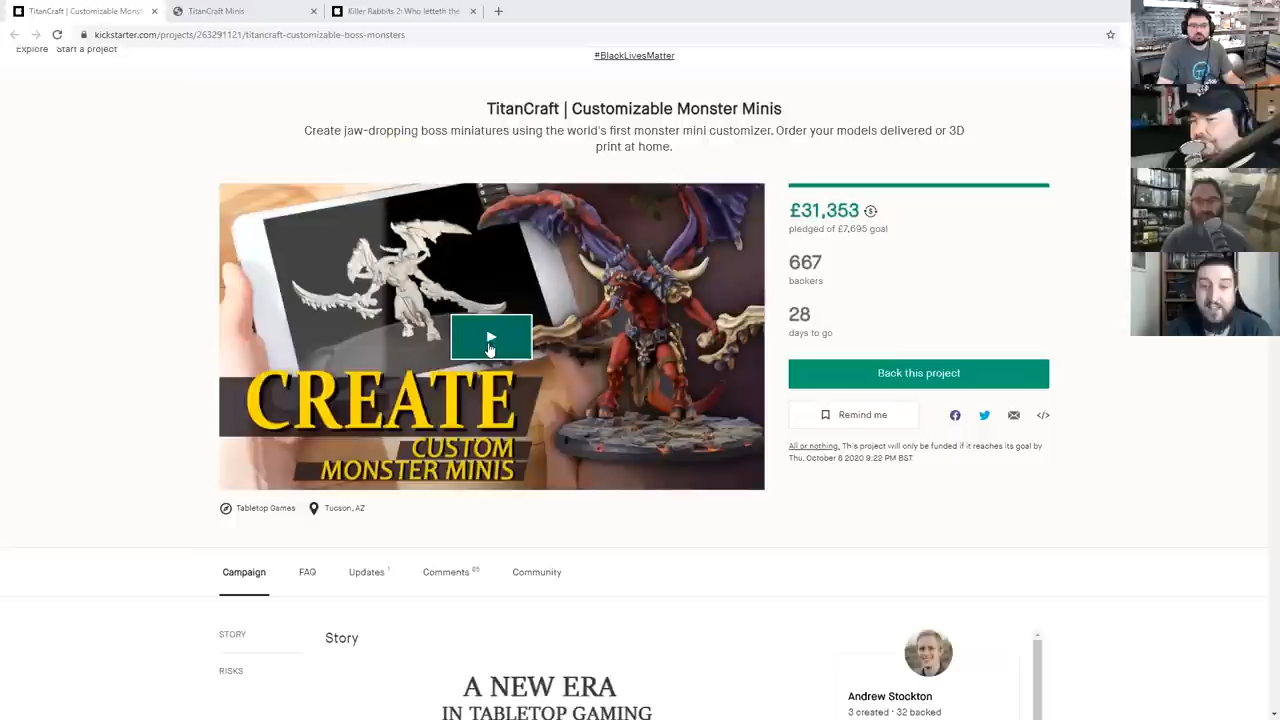 TitanCraft | Customizable Monst
TitanCraft Minis
Killer Rabbits 2: Who letteth the
kickstarter.com/projects/263291121/titancraft-customizable-boss-monsters
Explore Start a project
#BlackLivesMatter
TitanCraft | Customizable Monster Minis
Create jaw-dropping boss miniatures using the world's first monster mini customizer. Order your models delivered or 3D
print at home.
CREATE
CUSTOM
MONSTER MINIS
£31,353
pledged of £7,695 goal
667
backers
28
days to go
Back this project
Remind me
All or nothing. This project will only be funded if it reaches its goal by
Thu, October 8 2020 9:22 PM BST
Tabletop Games Tucson, AZ
Campaign FAQ Updates 1 Comments 65 Community
STORY
RISKS
Story
A NEW ERA
IN TABLETOP GAMING
Andrew Stockton
3 created · 32 backed